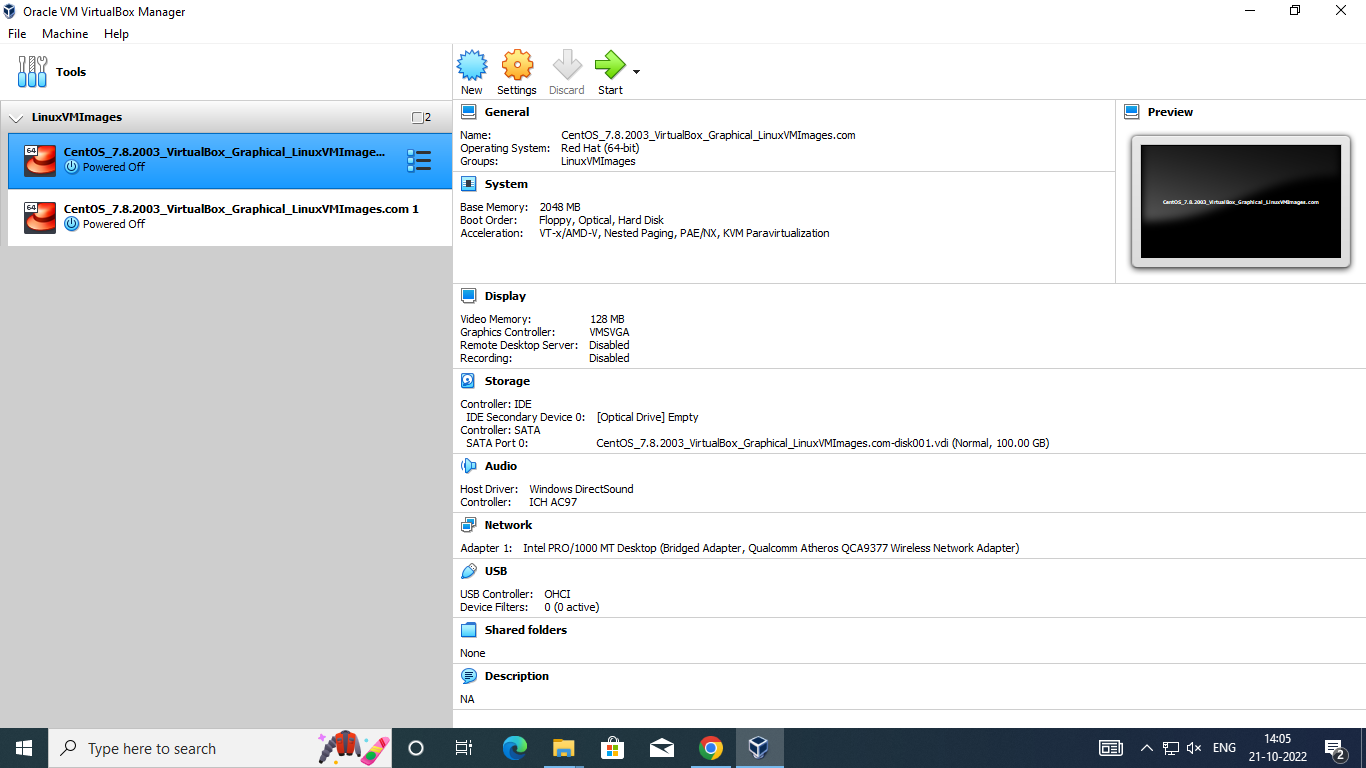 Oracle VM VirtualBox Manager
File Machine Help
Tools
New Settings Discard Start
LinuxVMImages 2
64 CentOS_7.8.2003_VirtualBox_Graphical_LinuxVMImage...
Powered Off
64 CentOS_7.8.2003_VirtualBox_Graphical_LinuxVMImages.com 1
Powered Off
General
Name: CentOS_7.8.2003_VirtualBox_Graphical_LinuxVMImages.com
Operating System: Red Hat (64-bit)
Groups: LinuxVMImages
Preview
CentOS_7.8.2003_VirtualBox_Graphical_LinuxVMImages.com
System
Base Memory: 2048 MB
Boot Order: Floppy, Optical, Hard Disk
Acceleration: VT-x/AMD-V, Nested Paging, PAE/NX, KVM Paravirtualization
Display
Video Memory: 128 MB
Graphics Controller: VMSVGA
Remote Desktop Server: Disabled
Recording: Disabled
Storage
Controller: IDE
IDE Secondary Device 0: [Optical Drive] Empty
Controller: SATA
SATA Port 0: CentOS_7.8.2003_VirtualBox_Graphical_LinuxVMImages.com-disk001.vdi (Normal, 100.00 GB)
Audio
Host Driver: Windows DirectSound
Controller: ICH AC97
Network
Adapter 1: Intel PRO/1000 MT Desktop (Bridged Adapter, Qualcomm Atheros QCA9377 Wireless Network Adapter)
USB
USB Controller: OHCI
Device Filters: 0 (0 active)
Shared folders
None
Description
NA
Type here to search
ENG
14:05
21-10-2022
2